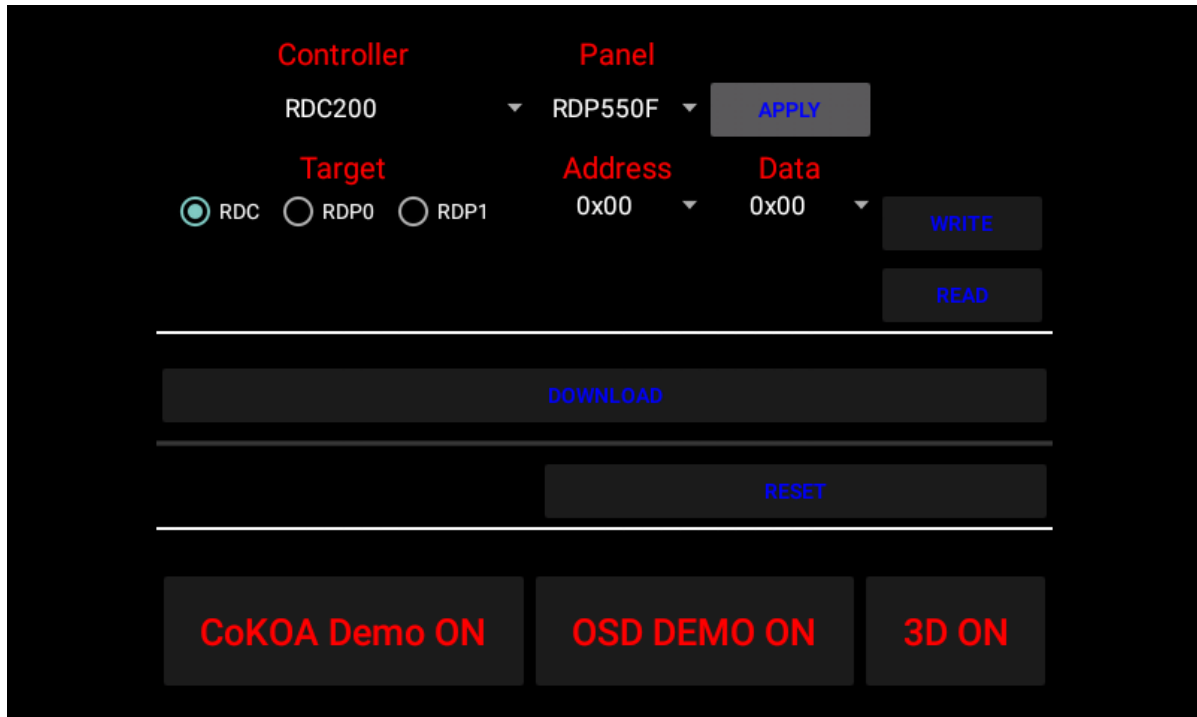 Controller Panel
RDC200 RDP550F APPLY
Target Address Data
RDC RDP0 RDP1 0x00 0x00 WRITE
READ
DOWNLOAD
RESET
CoKOA Demo ON OSD DEMO ON 3D ON